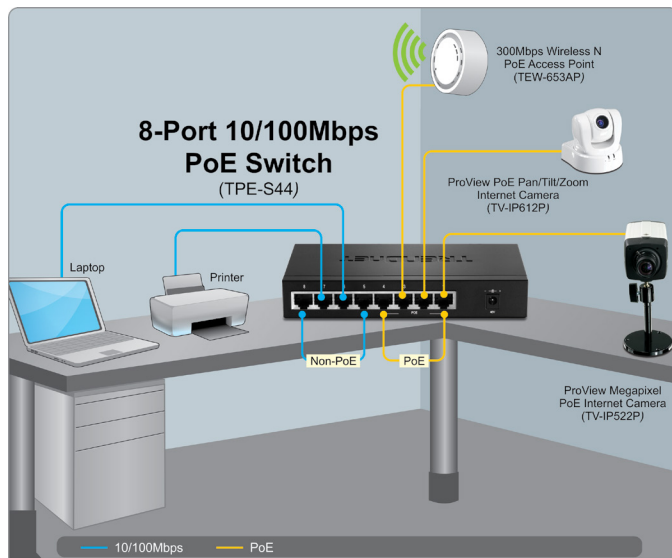 300Mbps Wireless N
PoE Access Point
(TEW-653AP)
8-Port 10/100Mbps
PoE Switch
(TPE-S44)
ProView PoE Pan/Tilt/Zoom
Internet Camera
(TV-IP612P)
Laptop
Printer
Non-PoE
PoE
ProView Megapixel
PoE Internet Camera
(TV-IP522P)
10/100Mbps
PoE